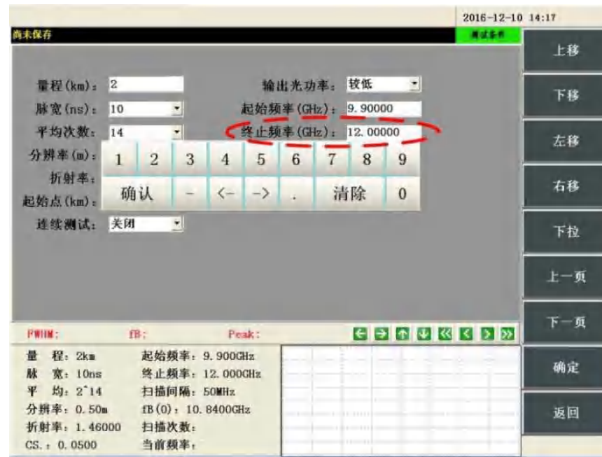 2016-12-10 14:17
尚未保存
测试条件
量程(km): 2
输出光功率: 较低
脉宽(ns): 10
起始频率(GHz): 9.90000
平均次数: 14
终止频率(GHz): 12.00000
分辨率(m):
1 2 3 4 5 6 7 8 9
折射率:
确认 - <- -> . 清除 0
起始点(km):
连续测试: 关闭
上移
下移
左移
右移
下拉
上一页
下一页
确定
返回
FWHM: fB: Peak:
量 程: 2km 起始频率: 9.900GHz
脉 宽: 10ns 终止频率: 12.000GHz
平 均: 2^14 扫描间隔: 50MHz
分辨率: 0.50m fB(0): 10.8400GHz
折射率: 1.46000 扫描次数:
CS.: 0.0500 当前频率: